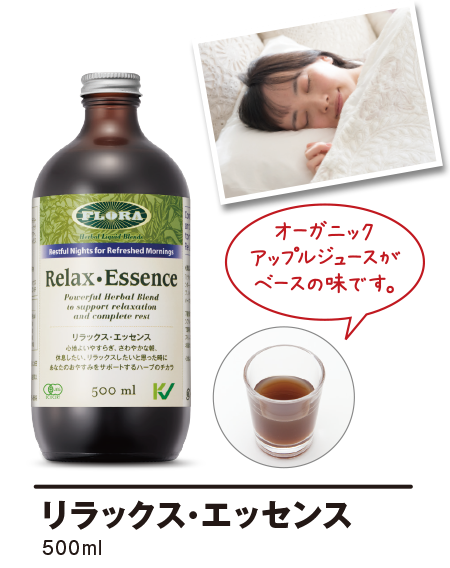 FLORA
Herbal Liquid Blends
Restful Nights for Refreshed Mornings
Relax・Essence
Powerful Herbal Blend
to support relaxation
and complete rest
リラックス・エッセンス
心地よいやすらぎ、さわやかな朝。
休息したい、リラックスしたいと思った時に
あなたのおやすみをサポートするハーブのチカラ
500 ml
オーガニック
アップルジュースが
ベースの味です。
リラックス・エッセンス
500ml